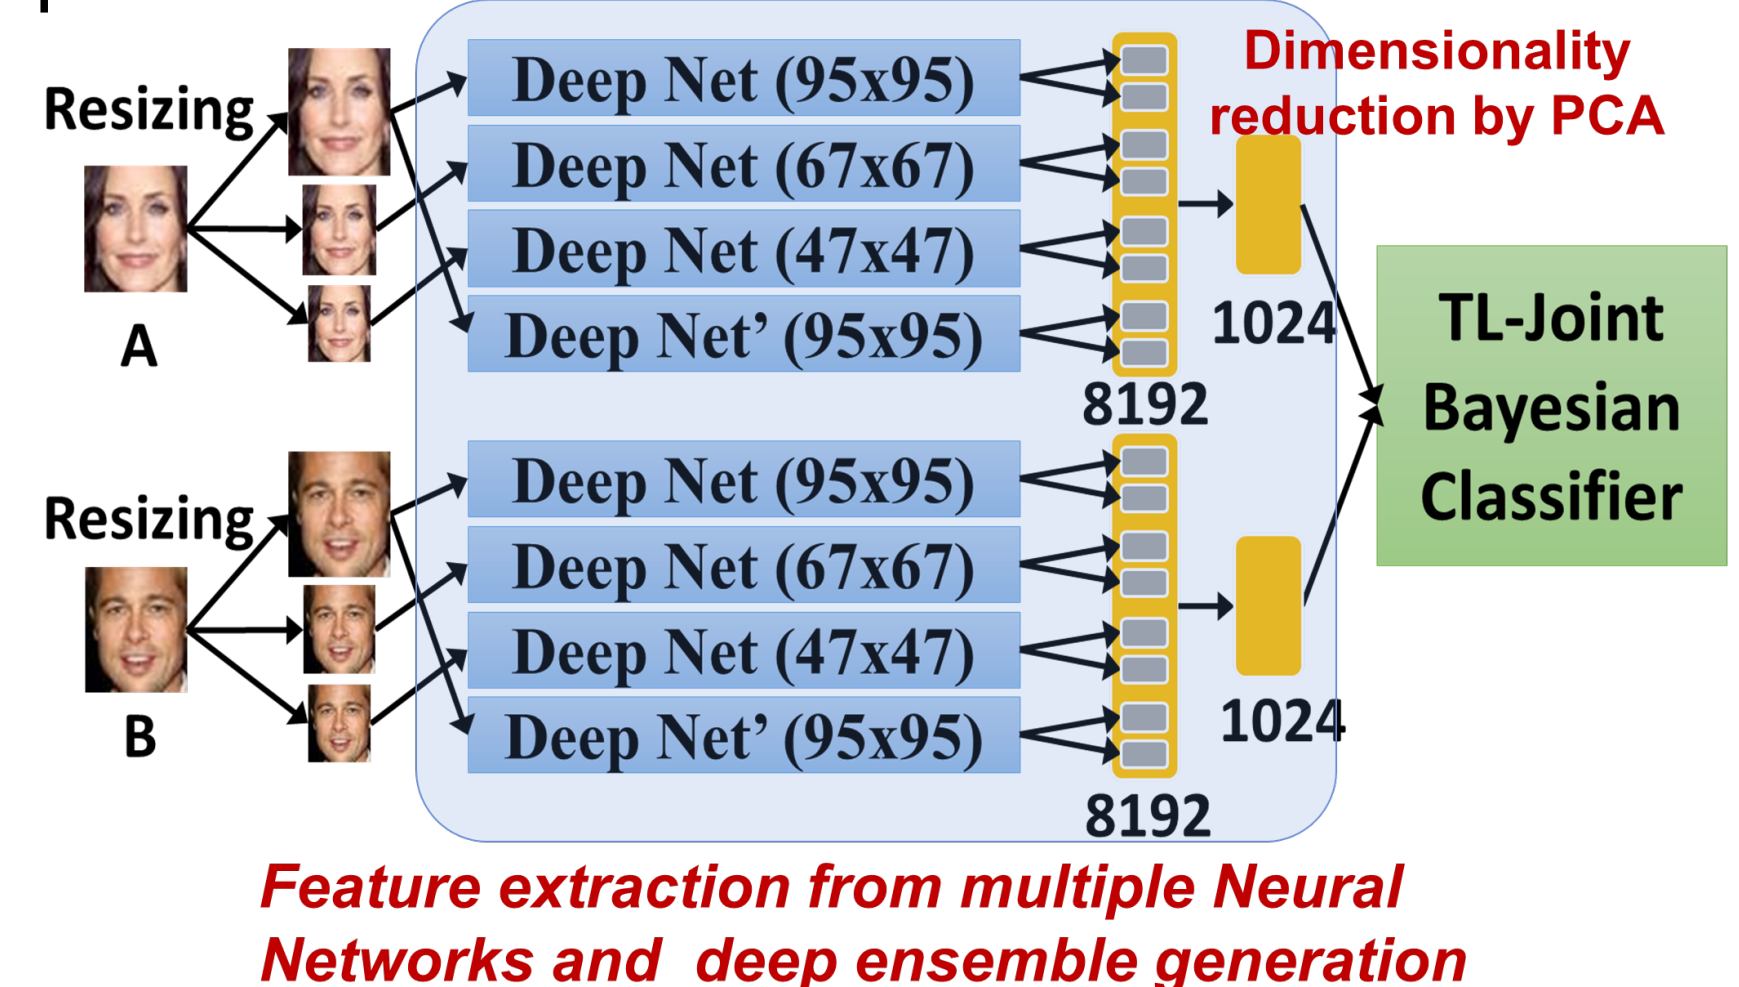 Dimensionality
reduction by PCA
Resizing
A
Deep Net (95x95)
Deep Net (67x67)
Deep Net (47x47)
Deep Net’ (95x95)
8192
1024
TL-Joint
Bayesian
Classifier
Resizing
B
Deep Net (95x95)
Deep Net (67x67)
Deep Net (47x47)
Deep Net’ (95x95)
8192
1024
Feature extraction from multiple Neural
Networks and  deep ensemble generation